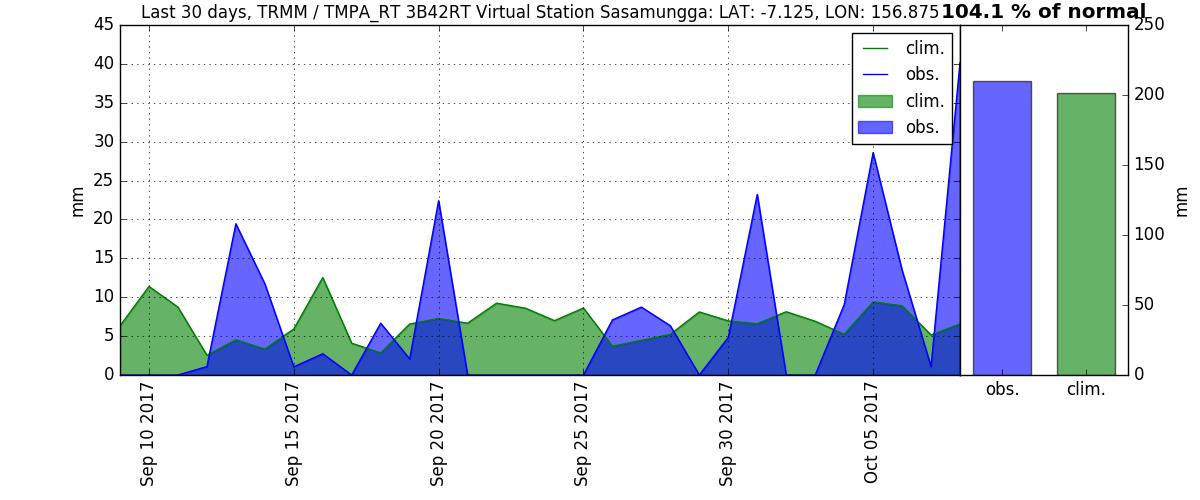 Last 30 days, TRMM / TMPA_RT 3B42RT Virtual Station Sasamungga: LAT: -7.125, LON: 156.875
104.1 % of normal
45
40
35
30
25
20
15
10
5
0
mm
clim.
obs.
clim.
obs.
250
200
150
100
50
0
mm
Sep 10 2017
Sep 15 2017
Sep 20 2017
Sep 25 2017
Sep 30 2017
Oct 05 2017
obs.
clim.